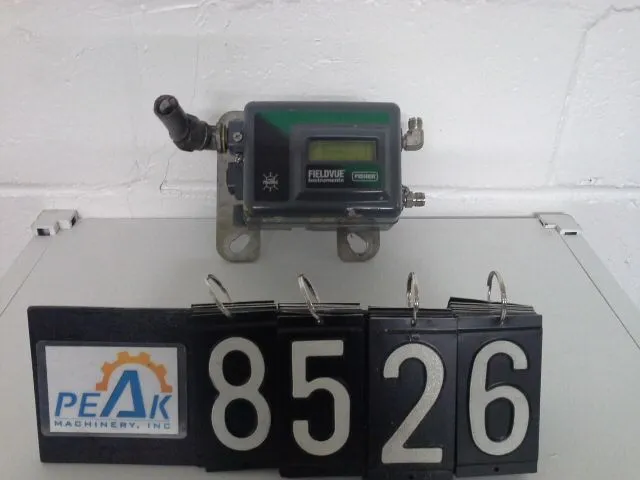 FIELDVUE
Instruments
FISHER
PEAK
MACHINERY, INC
8526